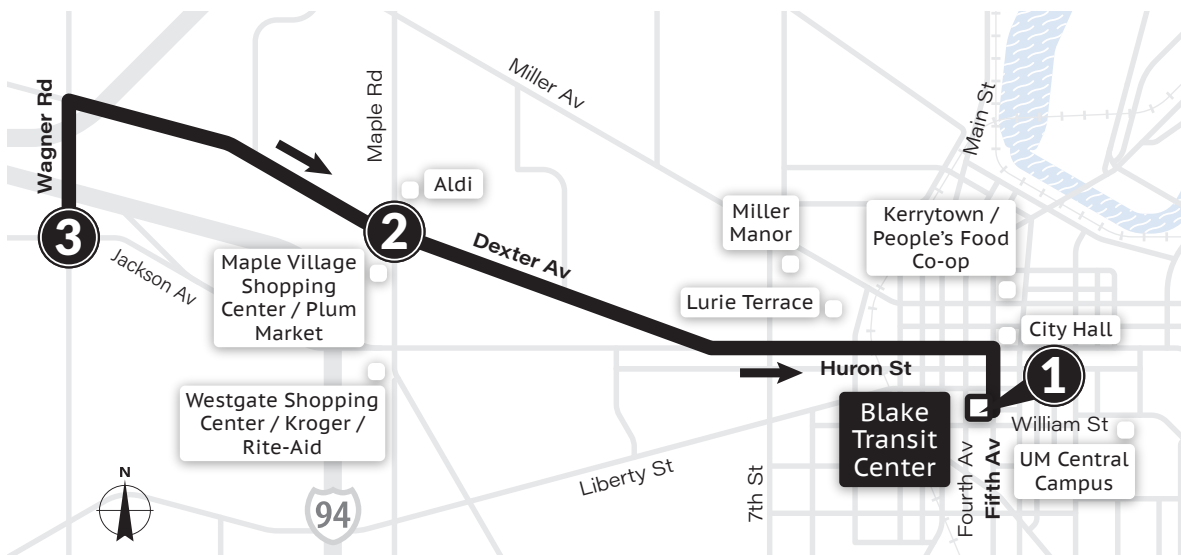 Wagner Rd
3
Jackson Av
Maple Rd
Aldi
2
Maple Village
Shopping
Center / Plum
Market
Westgate Shopping
Center / Kroger /
Rite-Aid
N
94
Miller Av
Dexter Av
Liberty St
Miller
Manor
Lurie Terrace
7th St
Huron St
Main St
Kerrytown /
People’s Food
Co-op
City Hall
1
Blake
Transit
Center
William St
Fourth Av
Fifth Av
UM Central
Campus